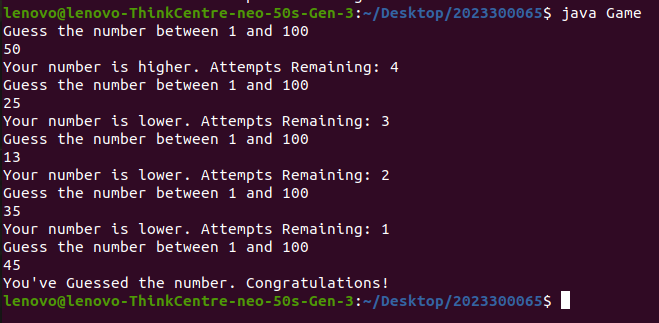 lenovo@lenovo-ThinkCentre-neo-50s-Gen-3:~/Desktop/2023300065$ java Game
Guess the number between 1 and 100
50
Your number is higher. Attempts Remaining: 4
Guess the number between 1 and 100
25
Your number is lower. Attempts Remaining: 3
Guess the number between 1 and 100
13
Your number is lower. Attempts Remaining: 2
Guess the number between 1 and 100
35
Your number is lower. Attempts Remaining: 1
Guess the number between 1 and 100
45
You've Guessed the number. Congratulations!
lenovo@lenovo-ThinkCentre-neo-50s-Gen-3:~/Desktop/2023300065$